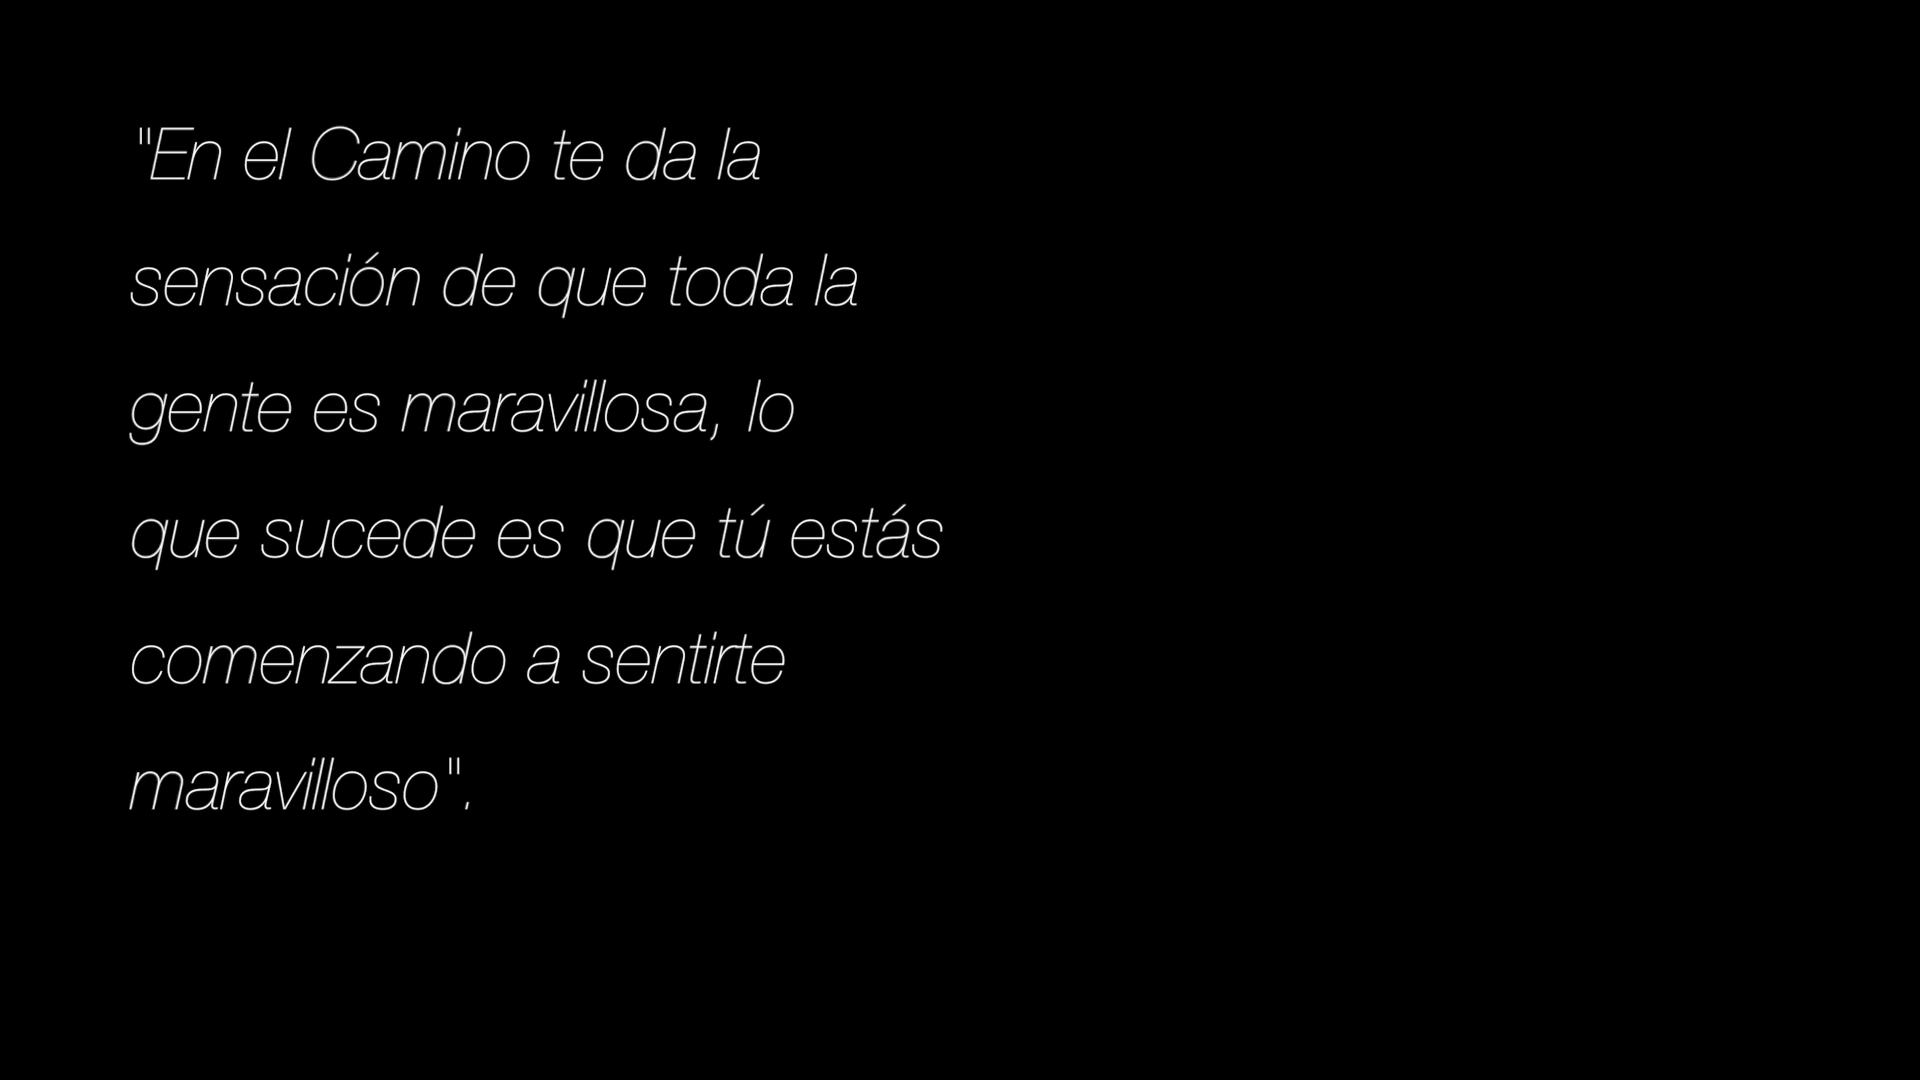 "En el Camino te da la
sensación de que toda la
gente es maravillosa, lo
que sucede es que tú estás
comenzando a sentirte
maravilloso".